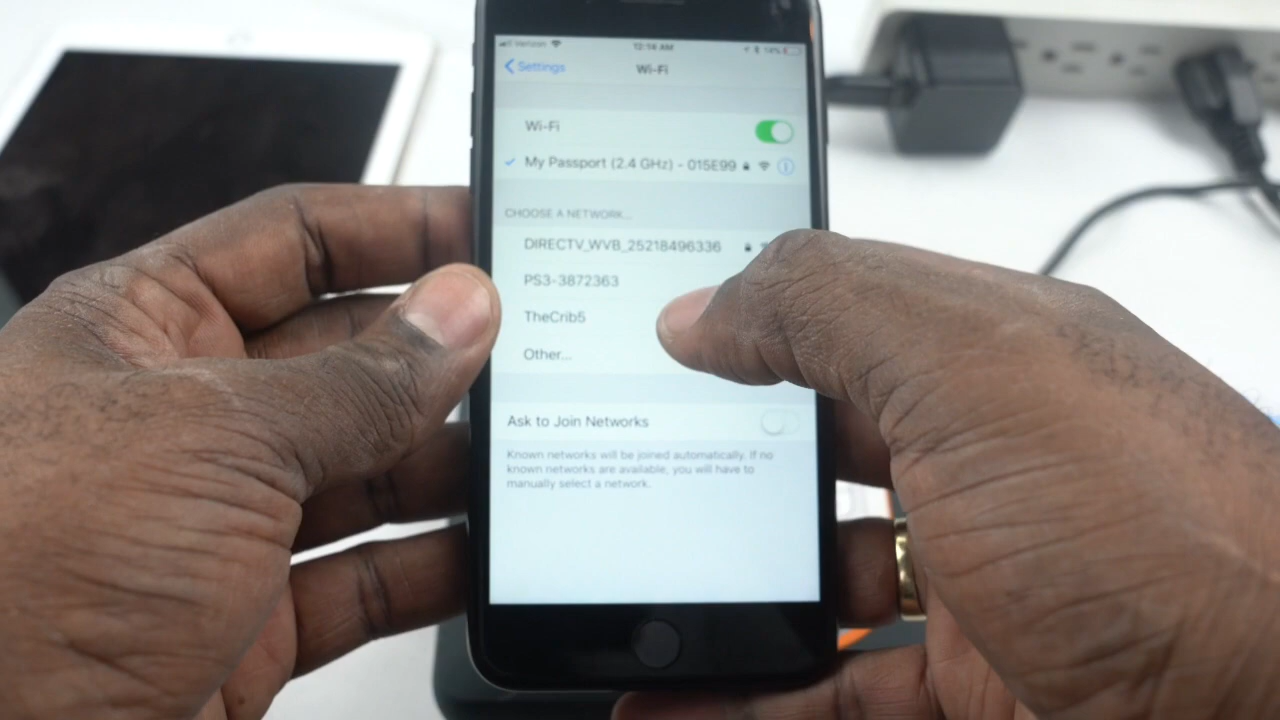 Verizon 12:14 AM 14%
Settings Wi-Fi
Wi-Fi
My Passport (2.4 GHz) - 015E99
CHOOSE A NETWORK...
DIRECTV_WVB_25218496336
PS3-3872363
TheCrib5
Other...
Ask to Join Networks
Known networks will be joined automatically. If no
known networks are available, you will have to
manually select a network.